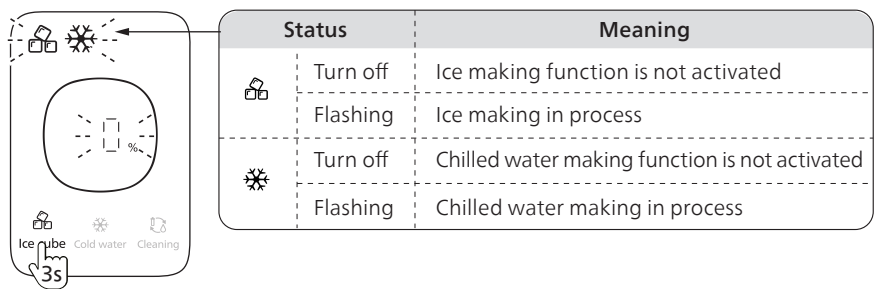 Status Meaning
Turn off Ice making function is not activated
Flashing Ice making in process
Turn off Chilled water making function is not activated
Flashing Chilled water making in process
0 %
Ice cube Cold water Cleaning
3s